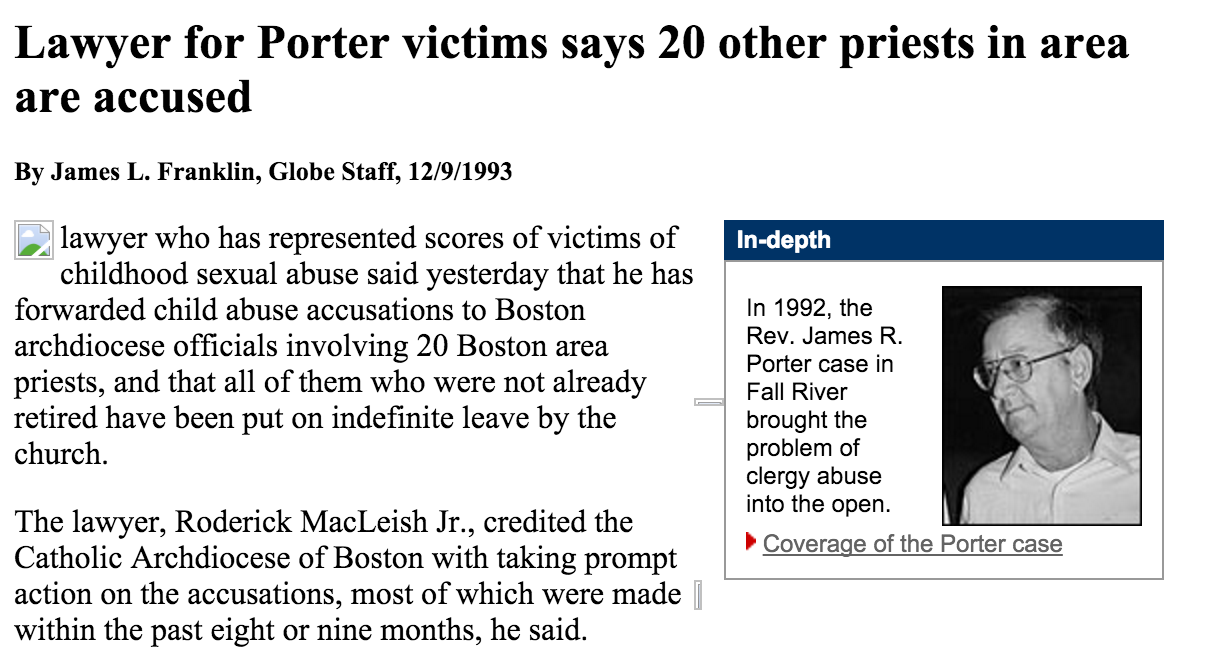 Lawyer for Porter victims says 20 other priests in area
are accused
By James L. Franklin, Globe Staff, 12/9/1993
lawyer who has represented scores of victims of
childhood sexual abuse said yesterday that he has
forwarded child abuse accusations to Boston
archdiocese officials involving 20 Boston area
priests, and that all of them who were not already
retired have been put on indefinite leave by the
church.
The lawyer, Roderick MacLeish Jr., credited the
Catholic Archdiocese of Boston with taking prompt
action on the accusations, most of which were made
within the past eight or nine months, he said.
In-depth
In 1992, the
Rev. James R.
Porter case in
Fall River
brought the
problem of
clergy abuse
into the open.
Coverage of the Porter case